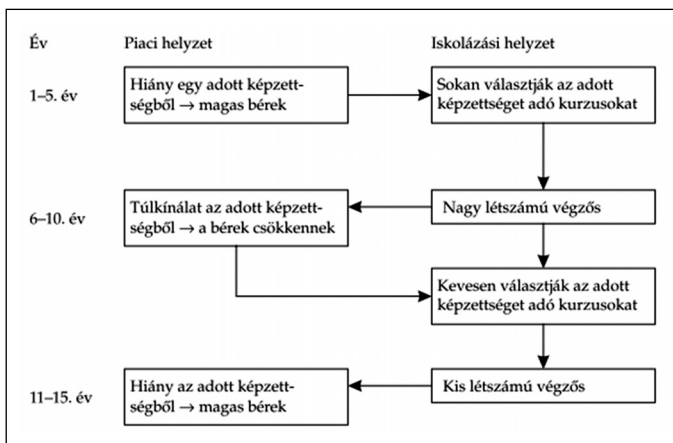 Év
Piaci helyzet
Iskolázási helyzet
1–5. év
Hiány egy adott képzett-
ségből → magas bérek
Sokan választják az adott
képzettséget adó kurzusokat
6–10. év
Túlkínálat az adott képzett-
ségből → a bérek csökkennek
Nagy létszámú végzős
Kevesen választják az adott
képzettséget adó kurzusokat
11–15. év
Hiány az adott képzett-
ségből → magas bérek
Kis létszámú végzős